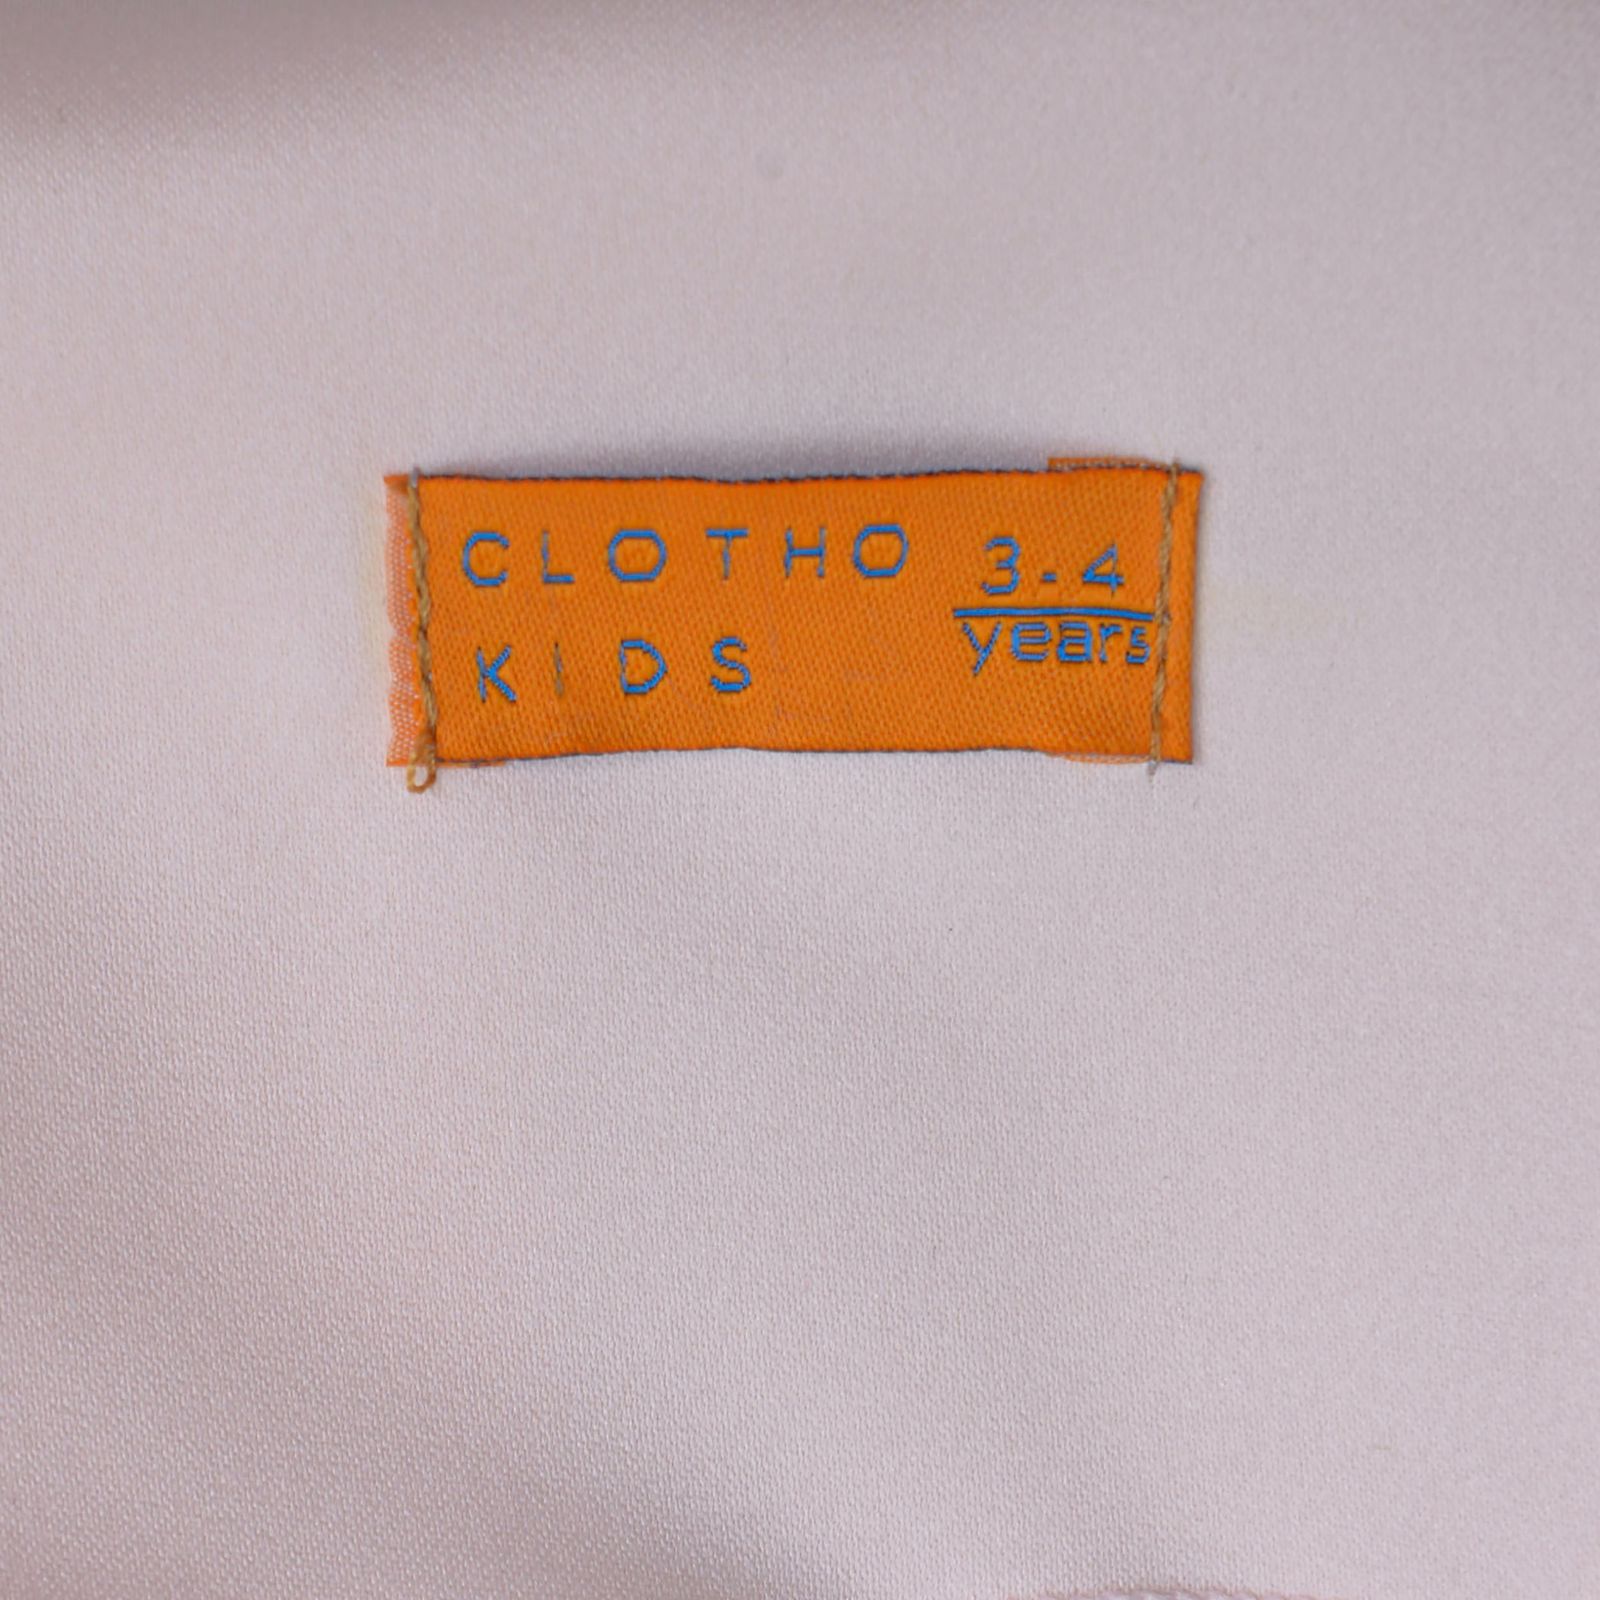 CLOTHO
KIDS
3-4
years